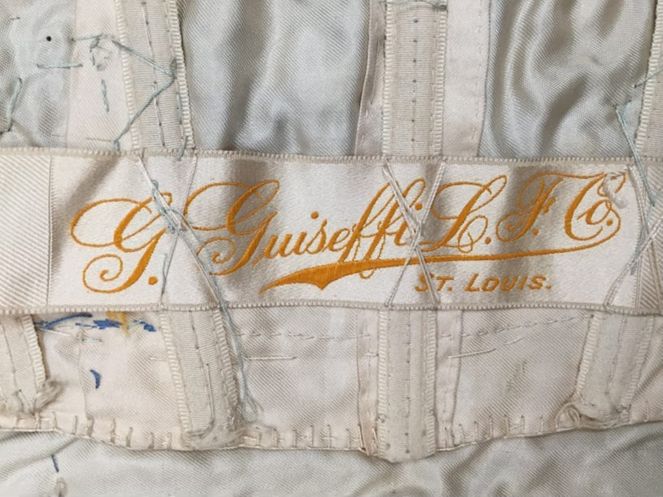 G. Guiseffi L. T. Co.
St. Louis.